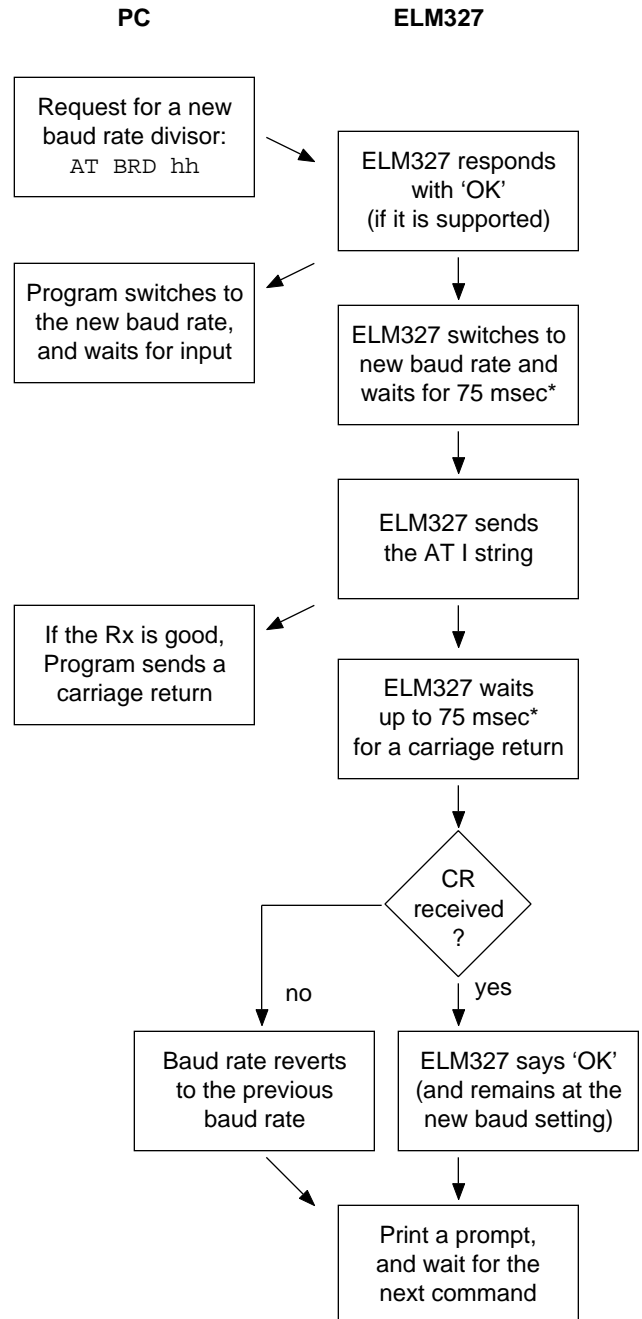 PC
ELM327
Request for a new
baud rate divisor:
AT BRD hh
ELM327 responds
with ‘OK’
(if it is supported)
Program switches to
the new baud rate,
and waits for input
ELM327 switches to
new baud rate and
waits for 75 msec*
ELM327 sends
the AT I string
If the Rx is good,
Program sends a
carriage return
ELM327 waits
up to 75 msec*
for a carriage return
CR
received
?
no
yes
Baud rate reverts
to the previous
baud rate
ELM327 says ‘OK’
(and remains at the
new baud setting)
Print a prompt,
and wait for the
next command